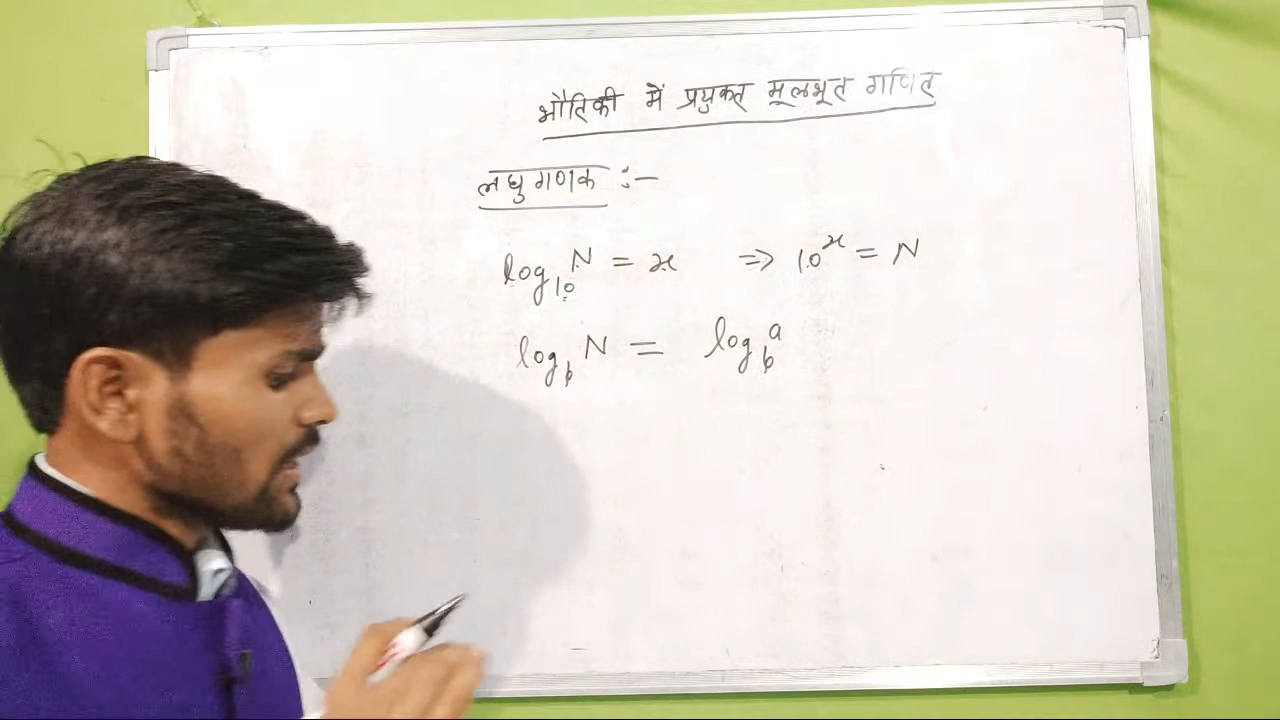 भौतिकी में प्रयुक्त मूलभूत गणित
लघुगणक :-
log₁₀ N = x ⇒ 10ˣ = N
log_b N = log_b a